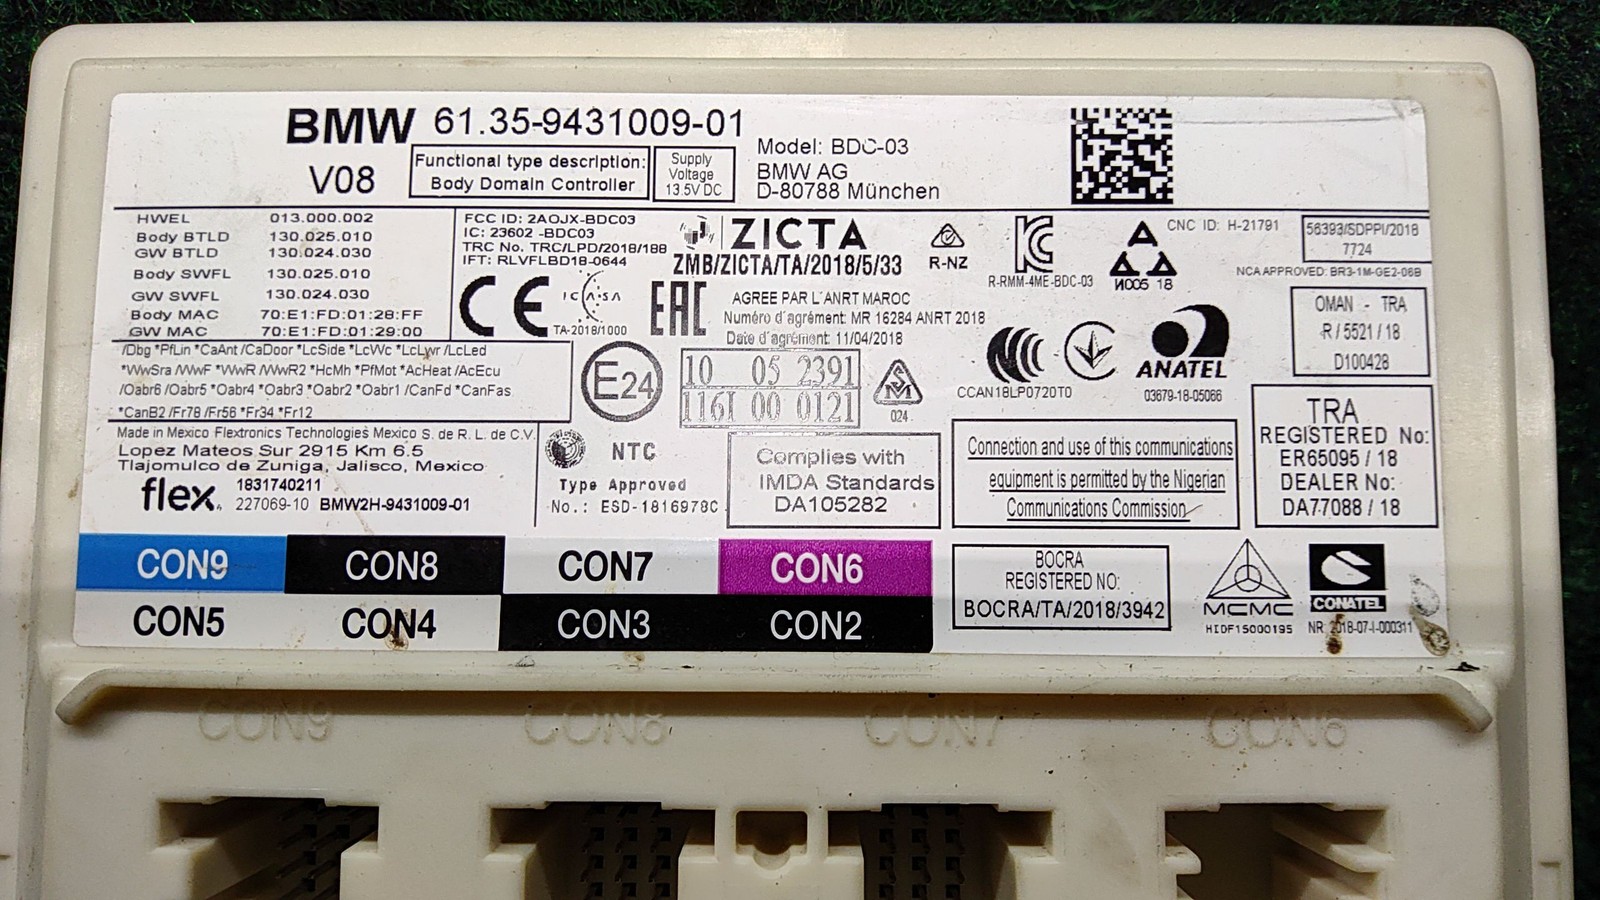 BMW 61.35-9431009-01
V08
Functional type description:
Body Domain Controller
Supply
Voltage
13.5V DC
Model: BDC-03
BMW AG
D-80788 München
HWEL 013.000.002
Body BTLD 130.025.010
GW BTLD 130.024.030
Body SWFL 130.025.010
GW SWFL 130.024.030
Body MAC 70:E1:FD:01:28:FF
GW MAC 70:E1:FD:01:29:00
FCC ID: 2AOJX-BDC03
IC: 23602 -BDC03
TRC No. TRC/LPD/2018/188
IFT: RLVFLBD18-0644
CE
ICASA
TA-2018/1000
ZICTA
ZMB/ZICTA/TA/2018/5/33
EAC
AGREE PAR L'ANRT MAROC
Numéro d'agrément: MR 16284 ANRT 2018
Date d'agrément: 11/04/2018
R-NZ
R-RMM-4ME-BDC-03
И005 18
CNC ID: H-21791
56393/SDPPI/2018
7724
NCA APPROVED: BR3-1M-GE2-06B
OMAN - TRA
R / 5521 / 18
D100428
/Dbg *PfLin *CaAnt /CaDoor *LcSide *LcWc *LcLwr /LcLed
*WwSra /WwF *WwR /WwR2 *HcMh *PfMot *AcHeat /AcEcu
/Oabr6 /Oabr5 *Oabr4 *Oabr3 *Oabr2 *Oabr1 /CanFd *CanFas
*CanB2 /Fr78 /Fr56 *Fr34 *Fr12
E24
10 05 2391
116I 00 0121
024
CCAN18LP0720T0
ANATEL
03679-18-05066
Made in Mexico Flextronics Technologies Mexico S. de R. L. de C.V.
Lopez Mateos Sur 2915 Km 6.5
Tlajomulco de Zuniga, Jalisco, Mexico
flex 1831740211
227069-10 BMW2H-9431009-01
NTC
Type Approved
No.: ESD-1816978C
Complies with
IMDA Standards
DA105282
Connection and use of this communications
equipment is permitted by the Nigerian
Communications Commission
TRA
REGISTERED No:
ER65095 / 18
DEALER No:
DA77088 / 18
CON9 CON8 CON7 CON6
CON5 CON4 CON3 CON2
BOCRA
REGISTERED NO:
BOCRA/TA/2018/3942
MCMC
HIDF15000195
CONATEL
NR: 2018-07-I-000311
CON9 CON8 CON7 CON6